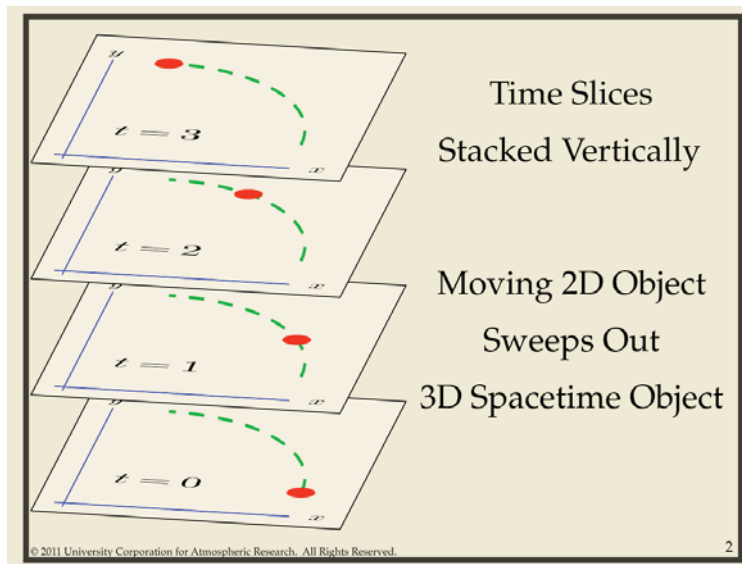 y
t = 3
x
Time Slices
Stacked Vertically
y
t = 2
x
Moving 2D Object
Sweeps Out
3D Spacetime Object
y
t = 1
x
y
t = 0
x
© 2011 University Corporation for Atmospheric Research. All Rights Reserved.
2